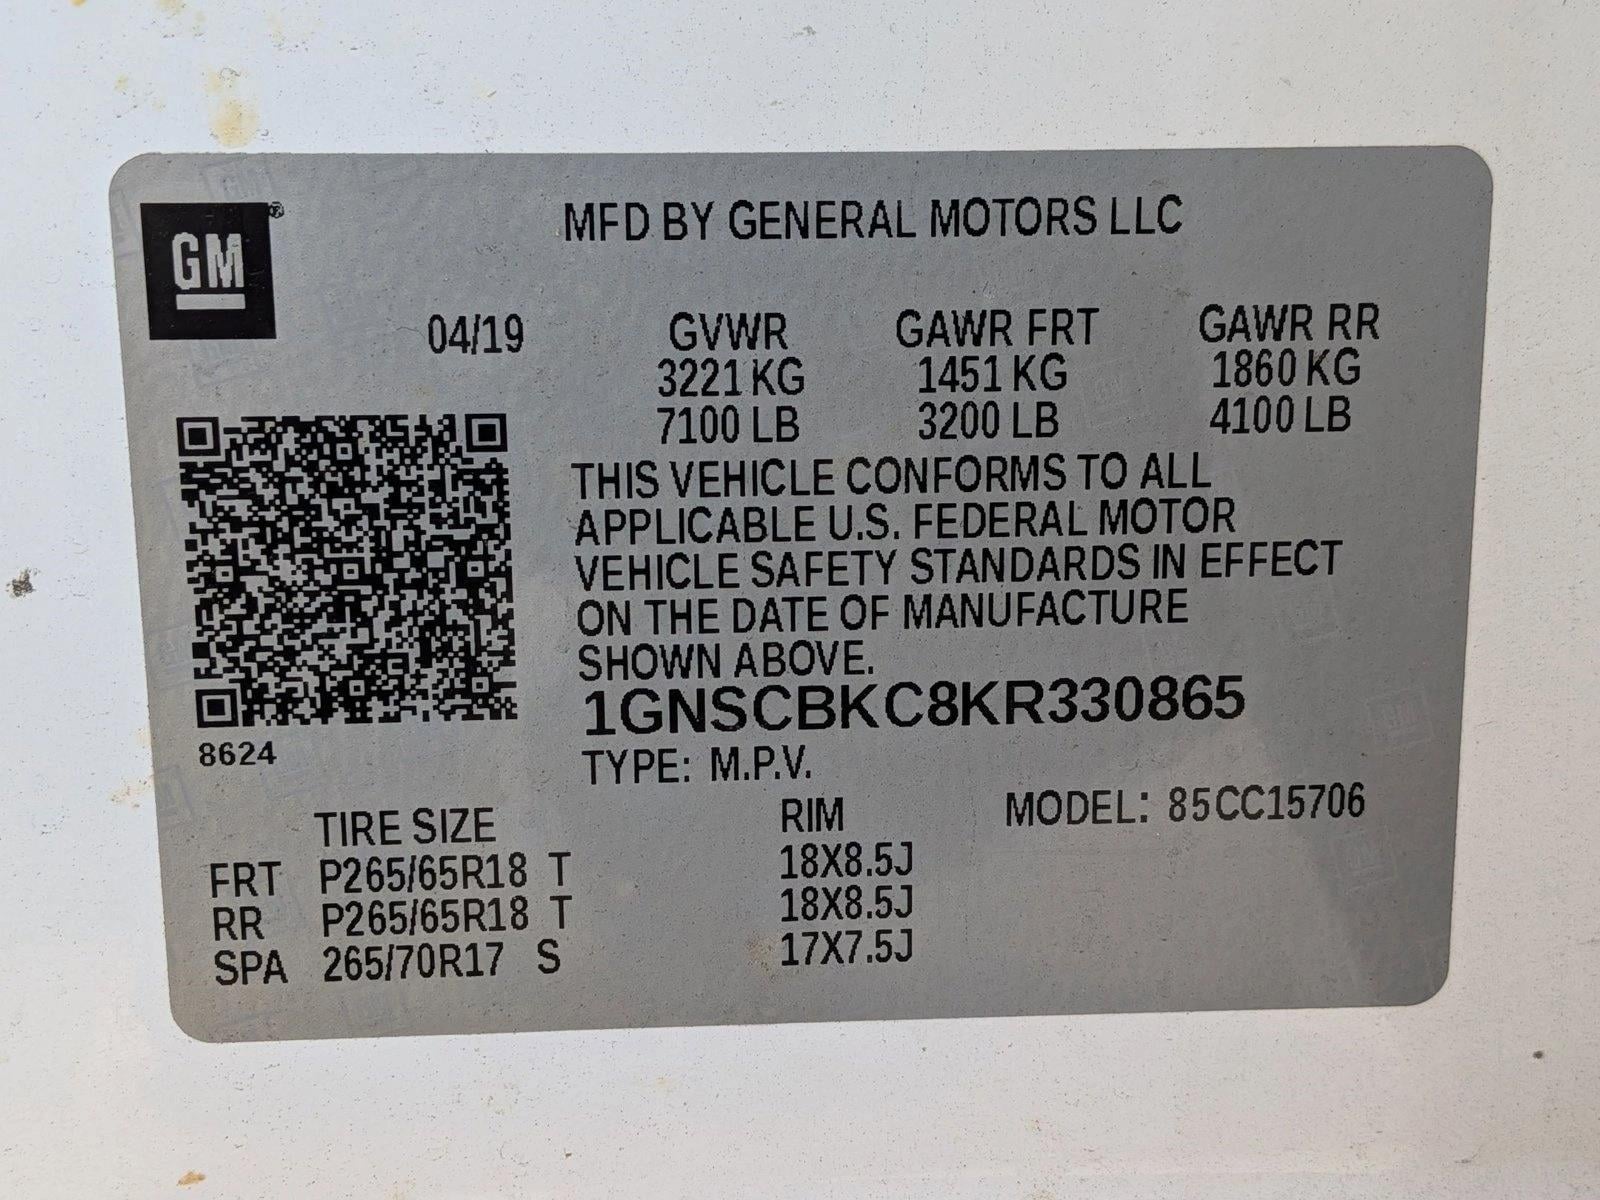 GM®
MFD BY GENERAL MOTORS LLC
04/19 GVWR GAWR FRT GAWR RR
3221 KG 1451 KG 1860 KG
7100 LB 3200 LB 4100 LB
THIS VEHICLE CONFORMS TO ALL
APPLICABLE U.S. FEDERAL MOTOR
VEHICLE SAFETY STANDARDS IN EFFECT
ON THE DATE OF MANUFACTURE
SHOWN ABOVE.
1GNSCBKC8KR330865
8624
TYPE: M.P.V.
TIRE SIZE RIM MODEL: 85CC15706
FRT P265/65R18 T 18X8.5J
RR P265/65R18 T 18X8.5J
SPA 265/70R17 S 17X7.5J